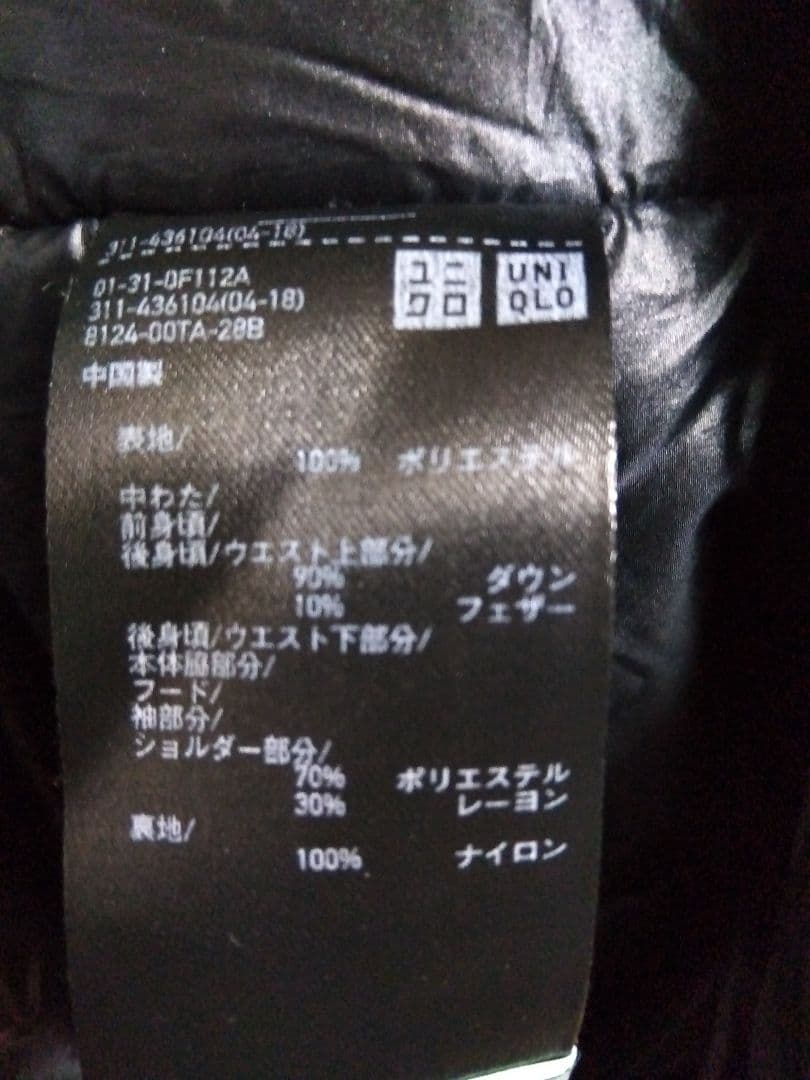 311-436104(04-18)
01-31-0F112A
311-436104(04-18)
8124-00TA-28B
ユニ
クロ
UNI
QLO
中国製
表地/
100% ポリエステル
中わた/
前身頃/
後身頃/ウエスト上部分/
90% ダウン
10% フェザー
後身頃/ウエスト下部分/
本体脇部分/
フード/
袖部分/
ショルダー部分/
70% ポリエステル
30% レーヨン
裏地/
100% ナイロン